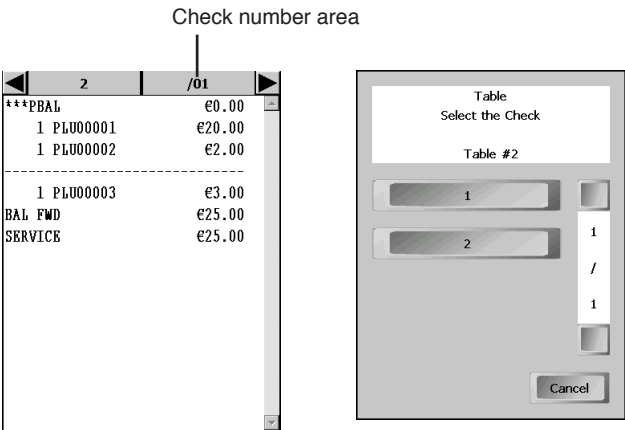 Check number area
2 /01
***PBAL €0.00
1 PLU00001 €20.00
1 PLU00002 €2.00
--------------------------------
1 PLU00003 €3.00
BAL FWD €25.00
SERVICE €25.00
Table
Select the Check
Table #2
1
2
1
/
1
Cancel